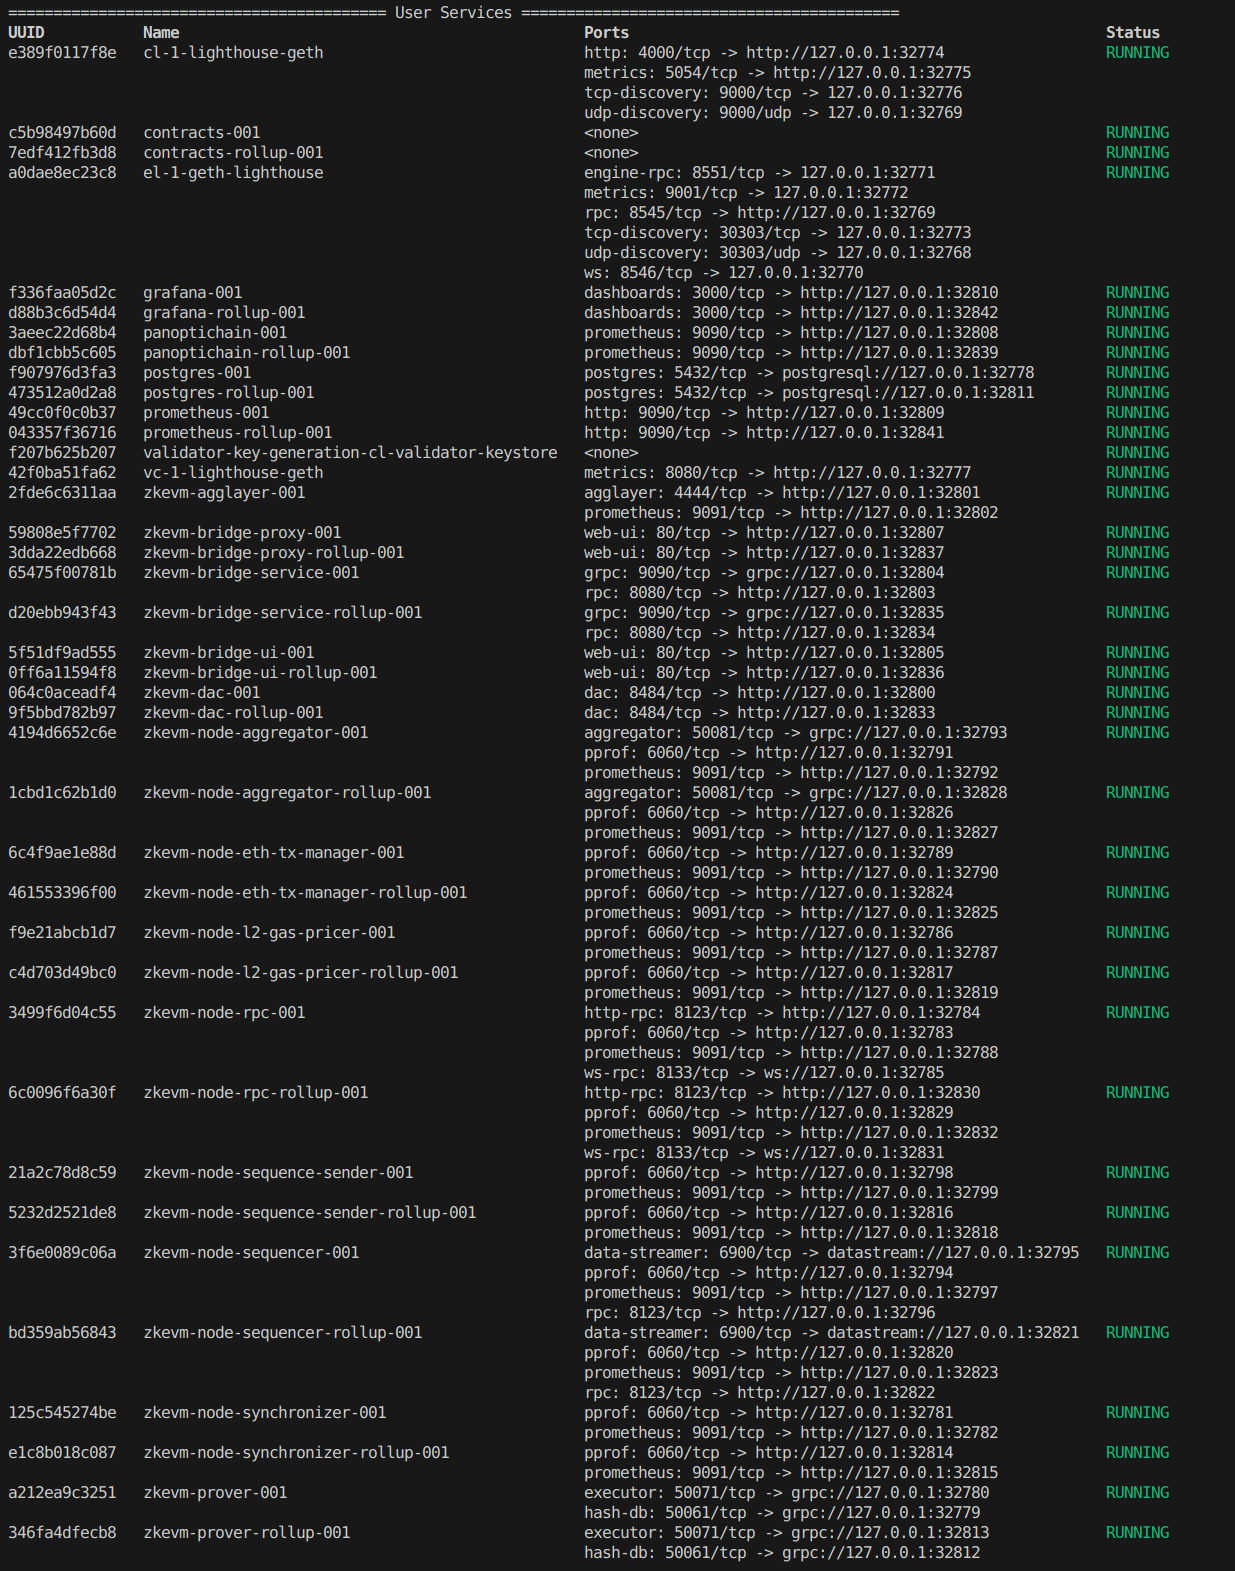 ========================================== User Services ==========================================
UUID   Name   Ports   Status
e389f0117f8e   cl-1-lighthouse-geth   http: 4000/tcp -> http://127.0.0.1:32774   RUNNING
metrics: 5054/tcp -> http://127.0.0.1:32775
tcp-discovery: 9000/tcp -> 127.0.0.1:32776
udp-discovery: 9000/udp -> 127.0.0.1:32769
c5b98497b60d   contracts-001   <none>   RUNNING
7edf412fb3d8   contracts-rollup-001   <none>   RUNNING
a0dae8ec23c8   el-1-geth-lighthouse   engine-rpc: 8551/tcp -> 127.0.0.1:32771   RUNNING
metrics: 9001/tcp -> 127.0.0.1:32772
rpc: 8545/tcp -> http://127.0.0.1:32769
tcp-discovery: 30303/tcp -> 127.0.0.1:32773
udp-discovery: 30303/udp -> 127.0.0.1:32768
ws: 8546/tcp -> 127.0.0.1:32770
f336faa05d2c   grafana-001   dashboards: 3000/tcp -> http://127.0.0.1:32810   RUNNING
d88b3c6d54d4   grafana-rollup-001   dashboards: 3000/tcp -> http://127.0.0.1:32842   RUNNING
3aeec22d68b4   panoptichain-001   prometheus: 9090/tcp -> http://127.0.0.1:32808   RUNNING
dbf1cbb5c605   panoptichain-rollup-001   prometheus: 9090/tcp -> http://127.0.0.1:32839   RUNNING
f907976d3fa3   postgres-001   postgres: 5432/tcp -> postgresql://127.0.0.1:32778   RUNNING
473512a0d2a8   postgres-rollup-001   postgres: 5432/tcp -> postgresql://127.0.0.1:32811   RUNNING
49cc0f0c0b37   prometheus-001   http: 9090/tcp -> http://127.0.0.1:32809   RUNNING
043357f36716   prometheus-rollup-001   http: 9090/tcp -> http://127.0.0.1:32841   RUNNING
f207b625b207   validator-key-generation-cl-validator-keystore   <none>   RUNNING
42f0ba51fa62   vc-1-lighthouse-geth   metrics: 8080/tcp -> http://127.0.0.1:32777   RUNNING
2fde6c6311aa   zkevm-agglayer-001   agglayer: 4444/tcp -> http://127.0.0.1:32801   RUNNING
prometheus: 9091/tcp -> http://127.0.0.1:32802
59808e5f7702   zkevm-bridge-proxy-001   web-ui: 80/tcp -> http://127.0.0.1:32807   RUNNING
3dda22edb668   zkevm-bridge-proxy-rollup-001   web-ui: 80/tcp -> http://127.0.0.1:32837   RUNNING
65475f00781b   zkevm-bridge-service-001   grpc: 9090/tcp -> grpc://127.0.0.1:32804   RUNNING
rpc: 8080/tcp -> http://127.0.0.1:32803
d20ebb943f43   zkevm-bridge-service-rollup-001   grpc: 9090/tcp -> grpc://127.0.0.1:32835   RUNNING
rpc: 8080/tcp -> http://127.0.0.1:32834
5f51df9ad555   zkevm-bridge-ui-001   web-ui: 80/tcp -> http://127.0.0.1:32805   RUNNING
0ff6a11594f8   zkevm-bridge-ui-rollup-001   web-ui: 80/tcp -> http://127.0.0.1:32836   RUNNING
064c0aceadf4   zkevm-dac-001   dac: 8484/tcp -> http://127.0.0.1:32800   RUNNING
9f5bbd782b97   zkevm-dac-rollup-001   dac: 8484/tcp -> http://127.0.0.1:32833   RUNNING
4194d6652c6e   zkevm-node-aggregator-001   aggregator: 50081/tcp -> grpc://127.0.0.1:32793   RUNNING
pprof: 6060/tcp -> http://127.0.0.1:32791
prometheus: 9091/tcp -> http://127.0.0.1:32792
1cbd1c62b1d0   zkevm-node-aggregator-rollup-001   aggregator: 50081/tcp -> grpc://127.0.0.1:32828   RUNNING
pprof: 6060/tcp -> http://127.0.0.1:32826
prometheus: 9091/tcp -> http://127.0.0.1:32827
6c4f9ae1e88d   zkevm-node-eth-tx-manager-001   pprof: 6060/tcp -> http://127.0.0.1:32789   RUNNING
prometheus: 9091/tcp -> http://127.0.0.1:32790
461553396f00   zkevm-node-eth-tx-manager-rollup-001   pprof: 6060/tcp -> http://127.0.0.1:32824   RUNNING
prometheus: 9091/tcp -> http://127.0.0.1:32825
f9e21abcb1d7   zkevm-node-l2-gas-pricer-001   pprof: 6060/tcp -> http://127.0.0.1:32786   RUNNING
prometheus: 9091/tcp -> http://127.0.0.1:32787
c4d703d49bc0   zkevm-node-l2-gas-pricer-rollup-001   pprof: 6060/tcp -> http://127.0.0.1:32817   RUNNING
prometheus: 9091/tcp -> http://127.0.0.1:32819
3499f6d04c55   zkevm-node-rpc-001   http-rpc: 8123/tcp -> http://127.0.0.1:32784   RUNNING
pprof: 6060/tcp -> http://127.0.0.1:32783
prometheus: 9091/tcp -> http://127.0.0.1:32788
ws-rpc: 8133/tcp -> ws://127.0.0.1:32785
6c0096f6a30f   zkevm-node-rpc-rollup-001   http-rpc: 8123/tcp -> http://127.0.0.1:32830   RUNNING
pprof: 6060/tcp -> http://127.0.0.1:32829
prometheus: 9091/tcp -> http://127.0.0.1:32832
ws-rpc: 8133/tcp -> ws://127.0.0.1:32831
21a2c78d8c59   zkevm-node-sequence-sender-001   pprof: 6060/tcp -> http://127.0.0.1:32798   RUNNING
prometheus: 9091/tcp -> http://127.0.0.1:32799
5232d2521de8   zkevm-node-sequence-sender-rollup-001   pprof: 6060/tcp -> http://127.0.0.1:32816   RUNNING
prometheus: 9091/tcp -> http://127.0.0.1:32818
3f6e0089c06a   zkevm-node-sequencer-001   data-streamer: 6900/tcp -> datastream://127.0.0.1:32795   RUNNING
pprof: 6060/tcp -> http://127.0.0.1:32794
prometheus: 9091/tcp -> http://127.0.0.1:32797
rpc: 8123/tcp -> http://127.0.0.1:32796
bd359ab56843   zkevm-node-sequencer-rollup-001   data-streamer: 6900/tcp -> datastream://127.0.0.1:32821   RUNNING
pprof: 6060/tcp -> http://127.0.0.1:32820
prometheus: 9091/tcp -> http://127.0.0.1:32823
rpc: 8123/tcp -> http://127.0.0.1:32822
125c545274be   zkevm-node-synchronizer-001   pprof: 6060/tcp -> http://127.0.0.1:32781   RUNNING
prometheus: 9091/tcp -> http://127.0.0.1:32782
e1c8b018c087   zkevm-node-synchronizer-rollup-001   pprof: 6060/tcp -> http://127.0.0.1:32814   RUNNING
prometheus: 9091/tcp -> http://127.0.0.1:32815
a212ea9c3251   zkevm-prover-001   executor: 50071/tcp -> grpc://127.0.0.1:32780   RUNNING
hash-db: 50061/tcp -> grpc://127.0.0.1:32779
346fa4dfecb8   zkevm-prover-rollup-001   executor: 50071/tcp -> grpc://127.0.0.1:32813   RUNNING
hash-db: 50061/tcp -> grpc://127.0.0.1:32812